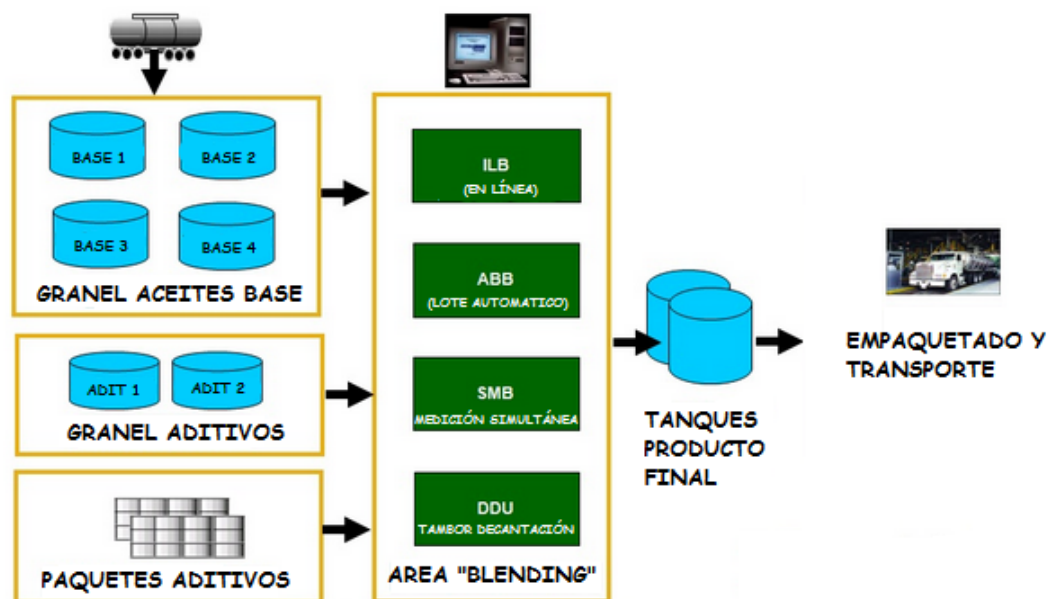 BASE 1
BASE 2
BASE 3
BASE 4
GRANEL ACEITES BASE
ADIT 1
ADIT 2
GRANEL ADITIVOS
PAQUETES ADITIVOS
ILB
(EN LÍNEA)
ABB
(LOTE AUTOMATICO)
SMB
MEDICIÓN SIMULTÁNEA
DDU
TAMBOR DECANTACIÓN
AREA "BLENDING"
TANQUES
PRODUCTO
FINAL
EMPAQUETADO Y
TRANSPORTE